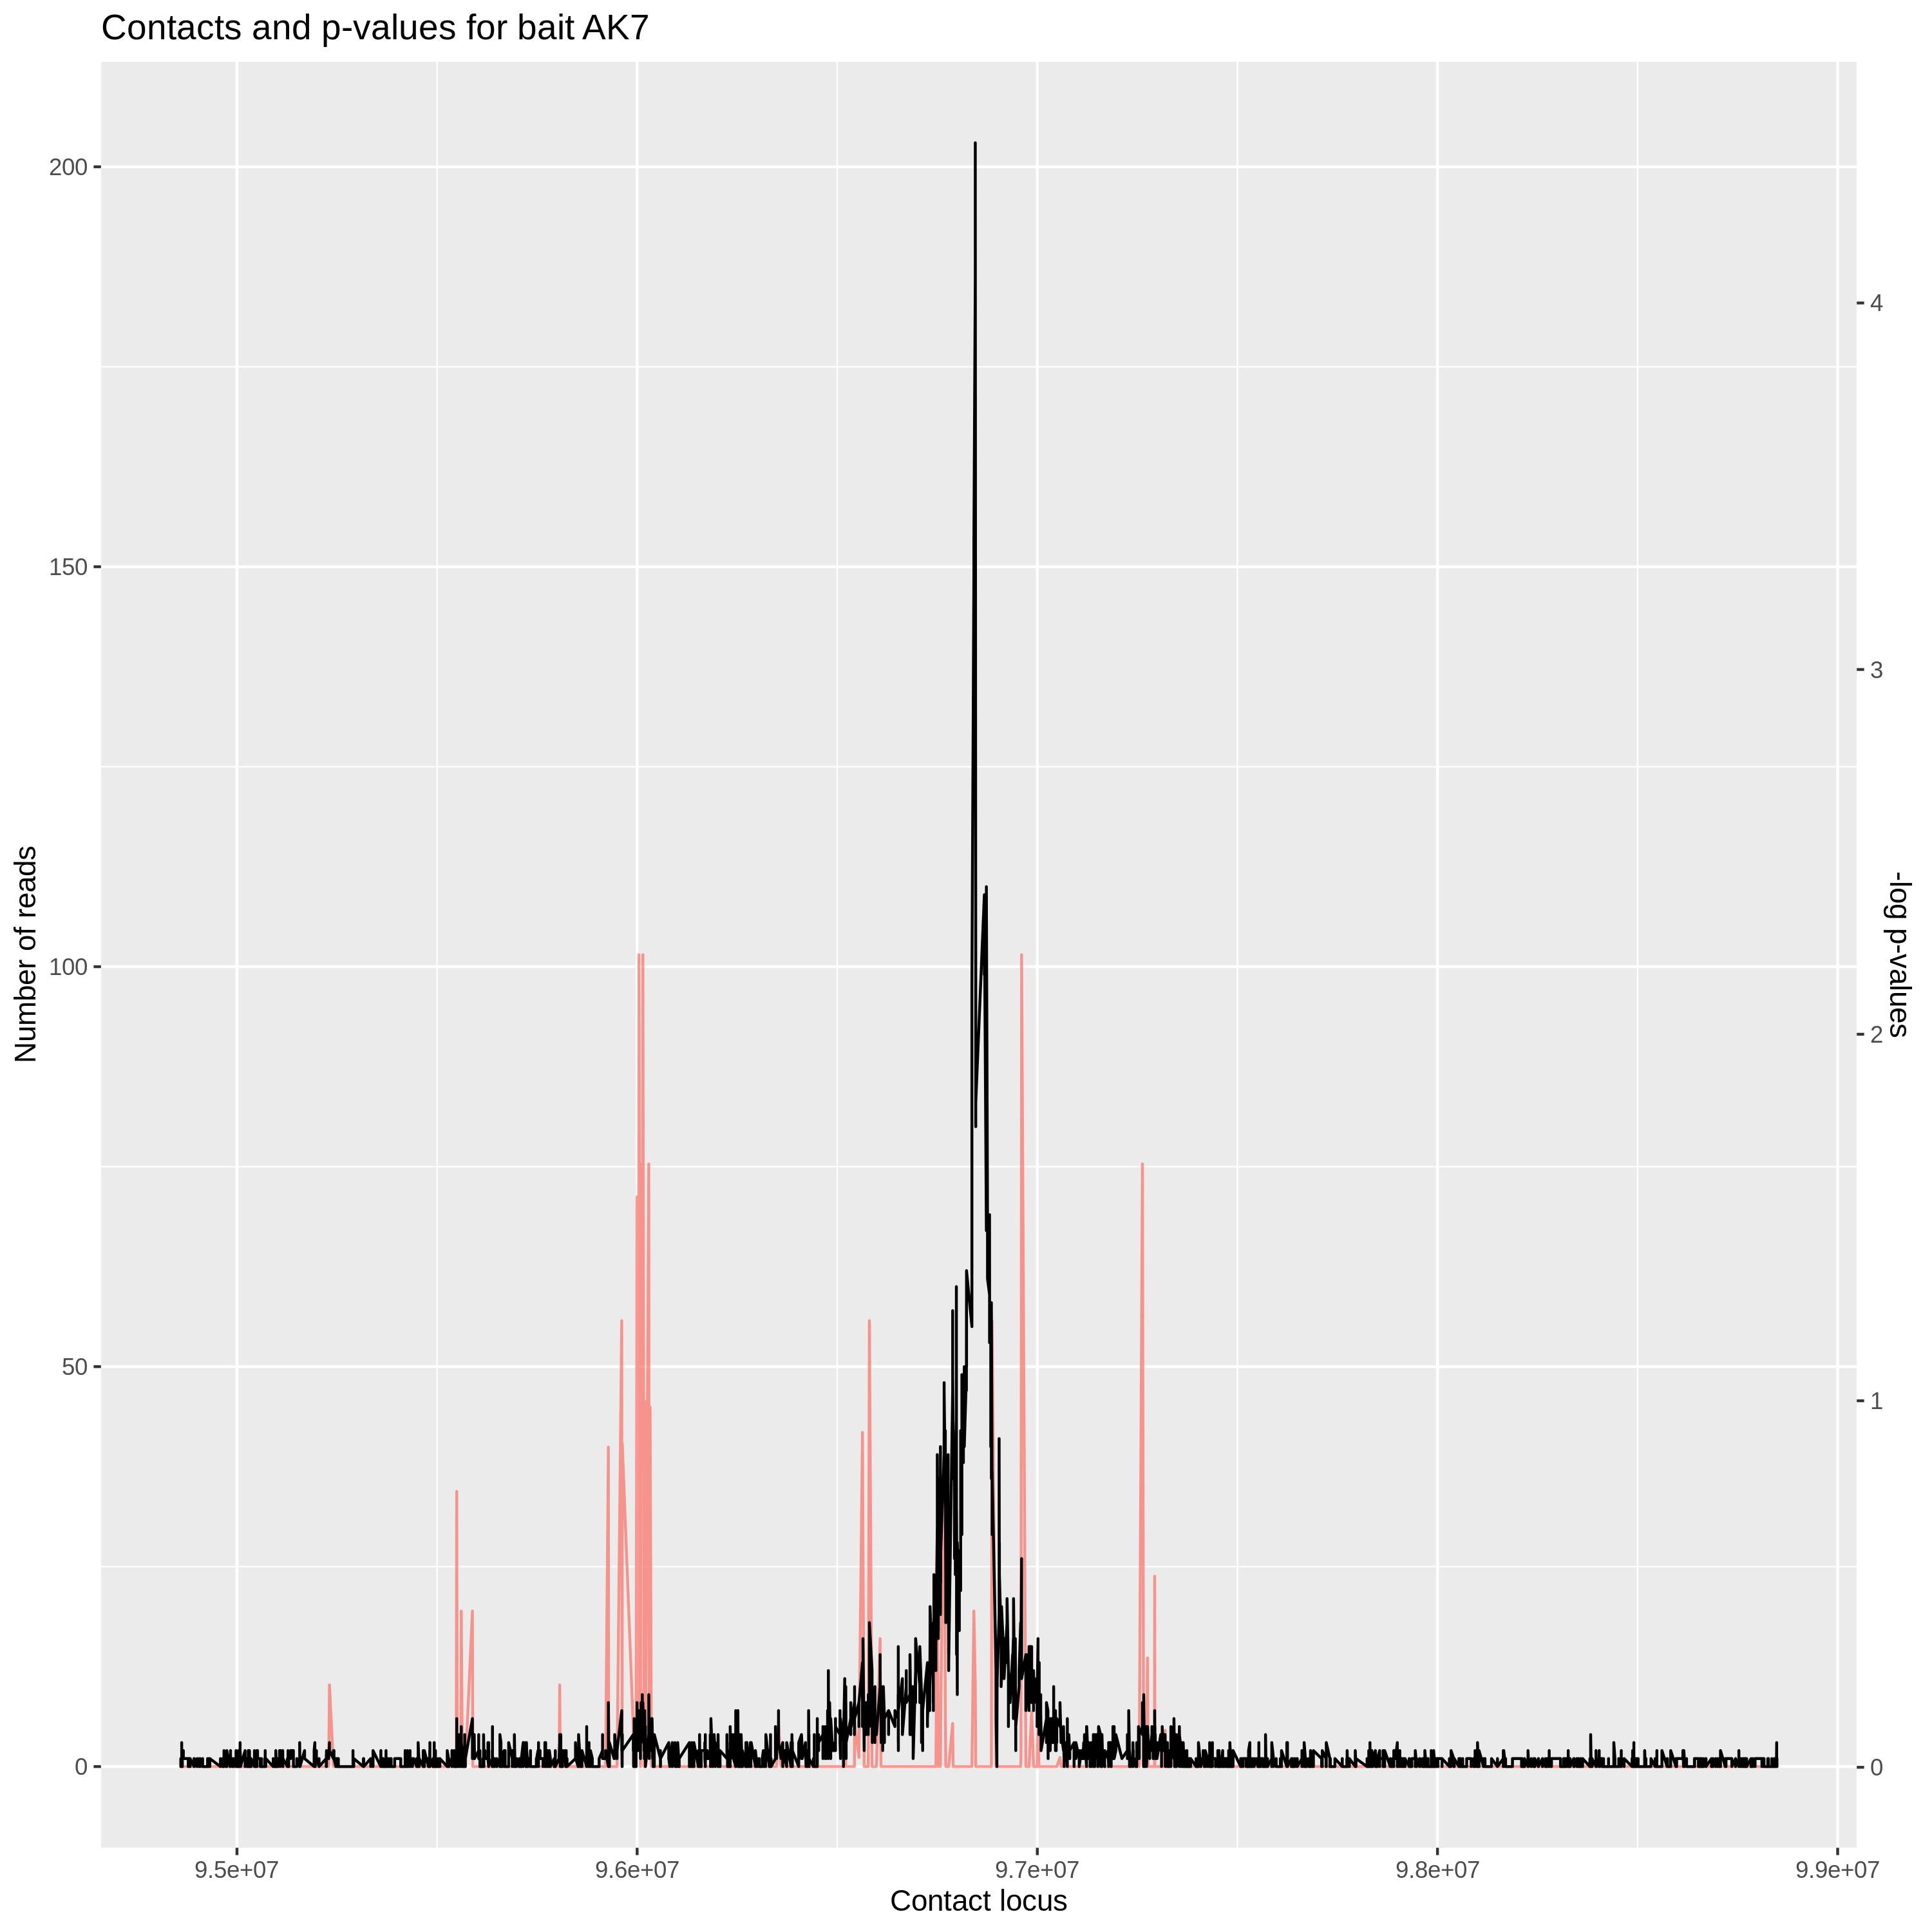 Contacts and p-values for bait AK7
200
150
100
50
0
Number of reads
4
3
2
1
0
-log p-values
9.5e+07
9.6e+07
9.7e+07
9.8e+07
9.9e+07
Contact locus